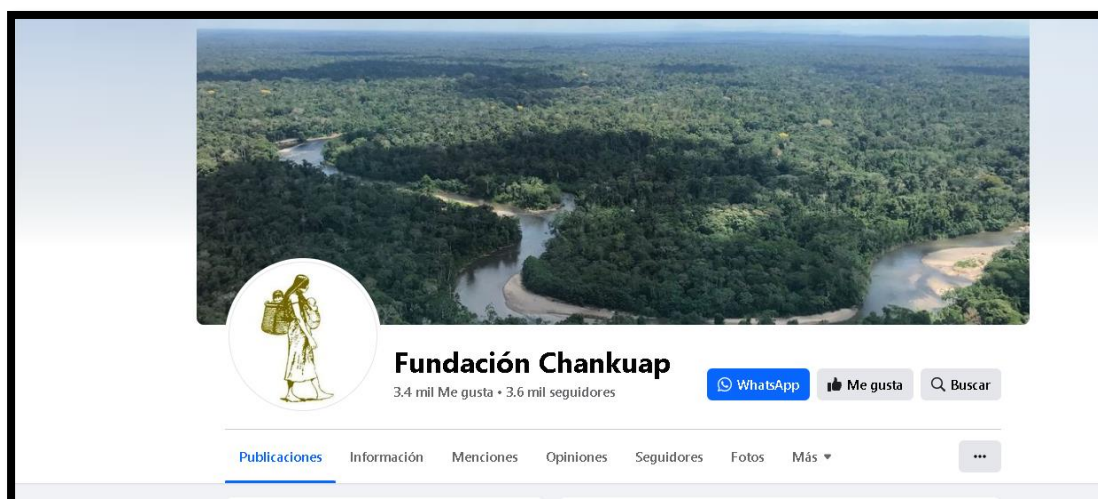 Fundación Chankuap
3.4 mil Me gusta • 3.6 mil seguidores
WhatsApp
Me gusta
Buscar
Publicaciones
Información
Menciones
Opiniones
Seguidores
Fotos
Más